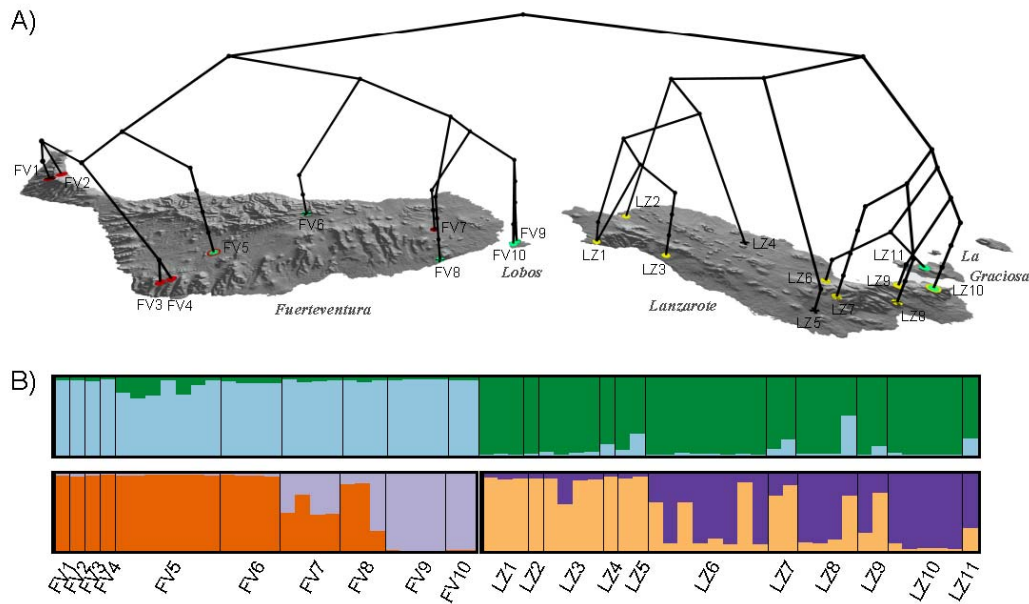 A)
FV1
FV2
FV3 FV4
FV5
FV6
FV7
FV8
FV9
FV10
Lobos
Fuerteventura
LZ1
LZ2
LZ3
LZ4
LZ5
LZ6
LZ7
LZ8
LZ9
LZ10
LZ11
La
Graciosa
Lanzarote
B)
FV1 FV2 FV3 FV4 FV5 FV6 FV7 FV8 FV9 FV10 LZ1 LZ2 LZ3 LZ4 LZ5 LZ6 LZ7 LZ8 LZ9 LZ10 LZ11